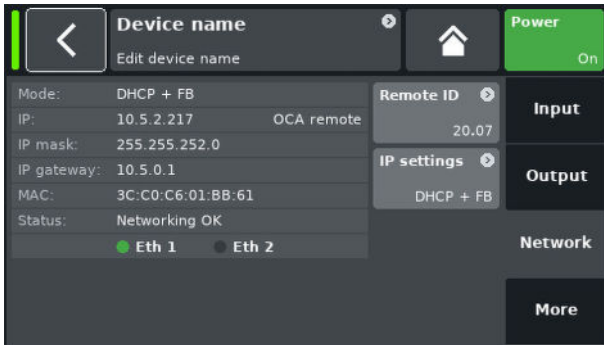 Device name
Edit device name
Power
On
Mode: DHCP + FB
IP: 10.5.2.217 OCA remote
IP mask: 255.255.252.0
IP gateway: 10.5.0.1
MAC: 3C:C0:C6:01:BB:61
Status: Networking OK
Eth 1 Eth 2
Remote ID
20.07
IP settings
DHCP + FB
Input
Output
Network
More